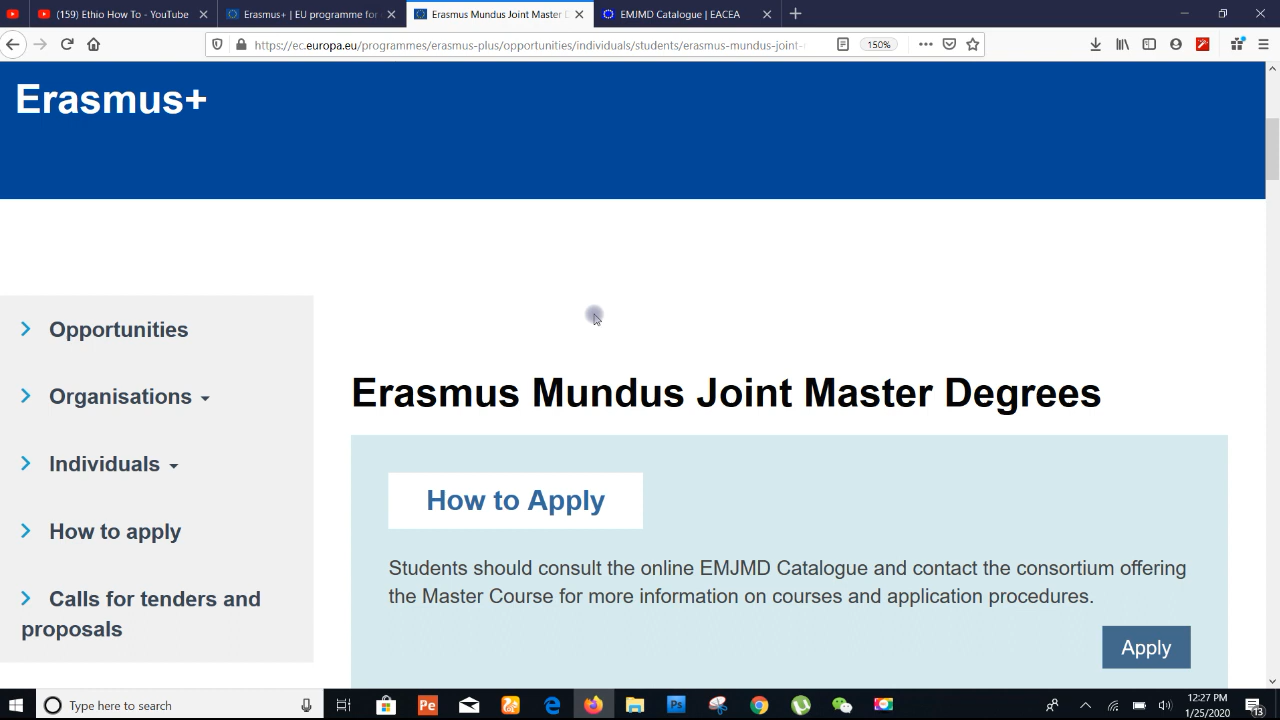 (159) Ethio How To - YouTube
Erasmus+ | EU programme for
Erasmus Mundus Joint Master D
EMJMD Catalogue | EACEA
https://ec.europa.eu/programmes/erasmus-plus/opportunities/individuals/students/erasmus-mundus-joint-
150%
Erasmus+
Opportunities
Organisations
Individuals
How to apply
Calls for tenders and
proposals
Erasmus Mundus Joint Master Degrees
How to Apply
Students should consult the online EMJMD Catalogue and contact the consortium offering
the Master Course for more information on courses and application procedures.
Apply
Type here to search
Pe
Ps
12:27 PM
1/25/2020
13